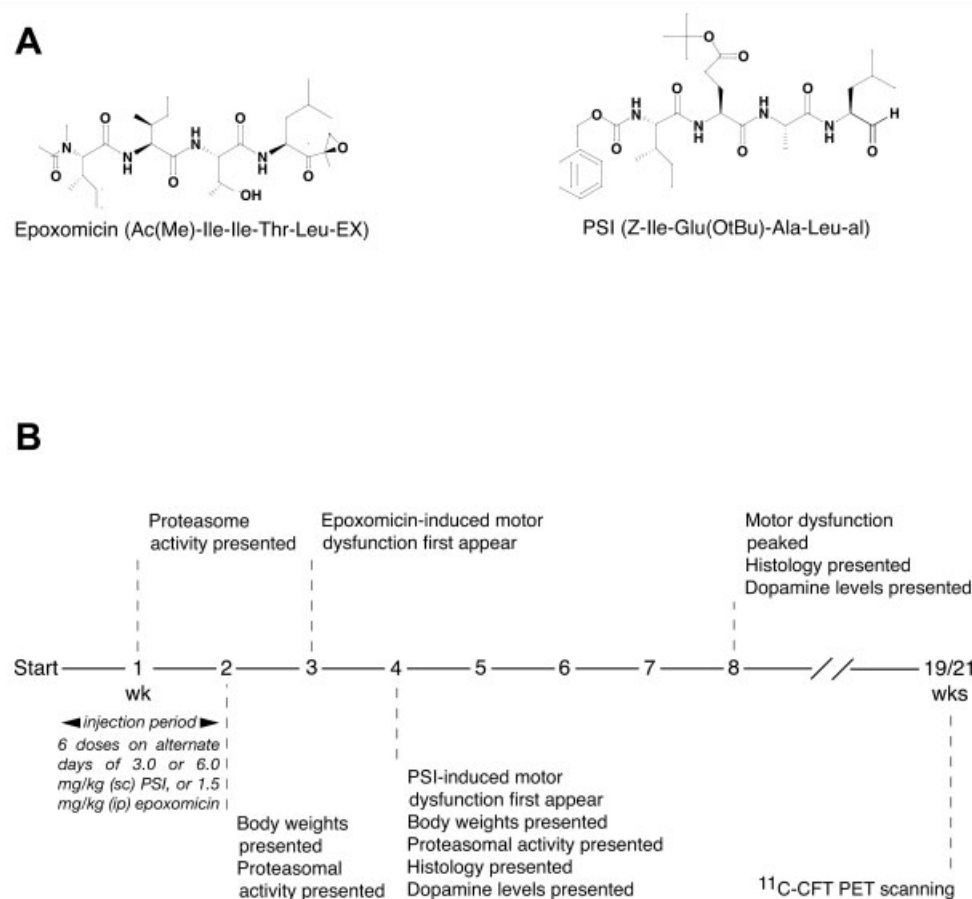 A
Epoxomicin (Ac(Me)-Ile-Ile-Thr-Leu-EX)
PSI (Z-Ile-Glu(OtBu)-Ala-Leu-al)
N
O
H
N
O
H
N
O
H
N
O
O
OH
O
O
O
O
H
N
O
N
H
O
H
N
O
N
H
O
H
B
Proteasome
activity presented
Epoxomicin-induced motor
dysfunction first appear
Motor dysfunction
peaked
Histology presented
Dopamine levels presented
Start 1 2 3 4 5 6 7 8 19/21
wk
wks
injection period
6 doses on alternate
days of 3.0 or 6.0
mg/kg (sc) PSI, or 1.5
mg/kg (ip) epoxomicin
Body weights
presented
Proteasomal
activity presented
PSI-induced motor
dysfunction first appear
Body weights presented
Proteasomal activity presented
Histology presented
Dopamine levels presented
11C-CFT PET scanning